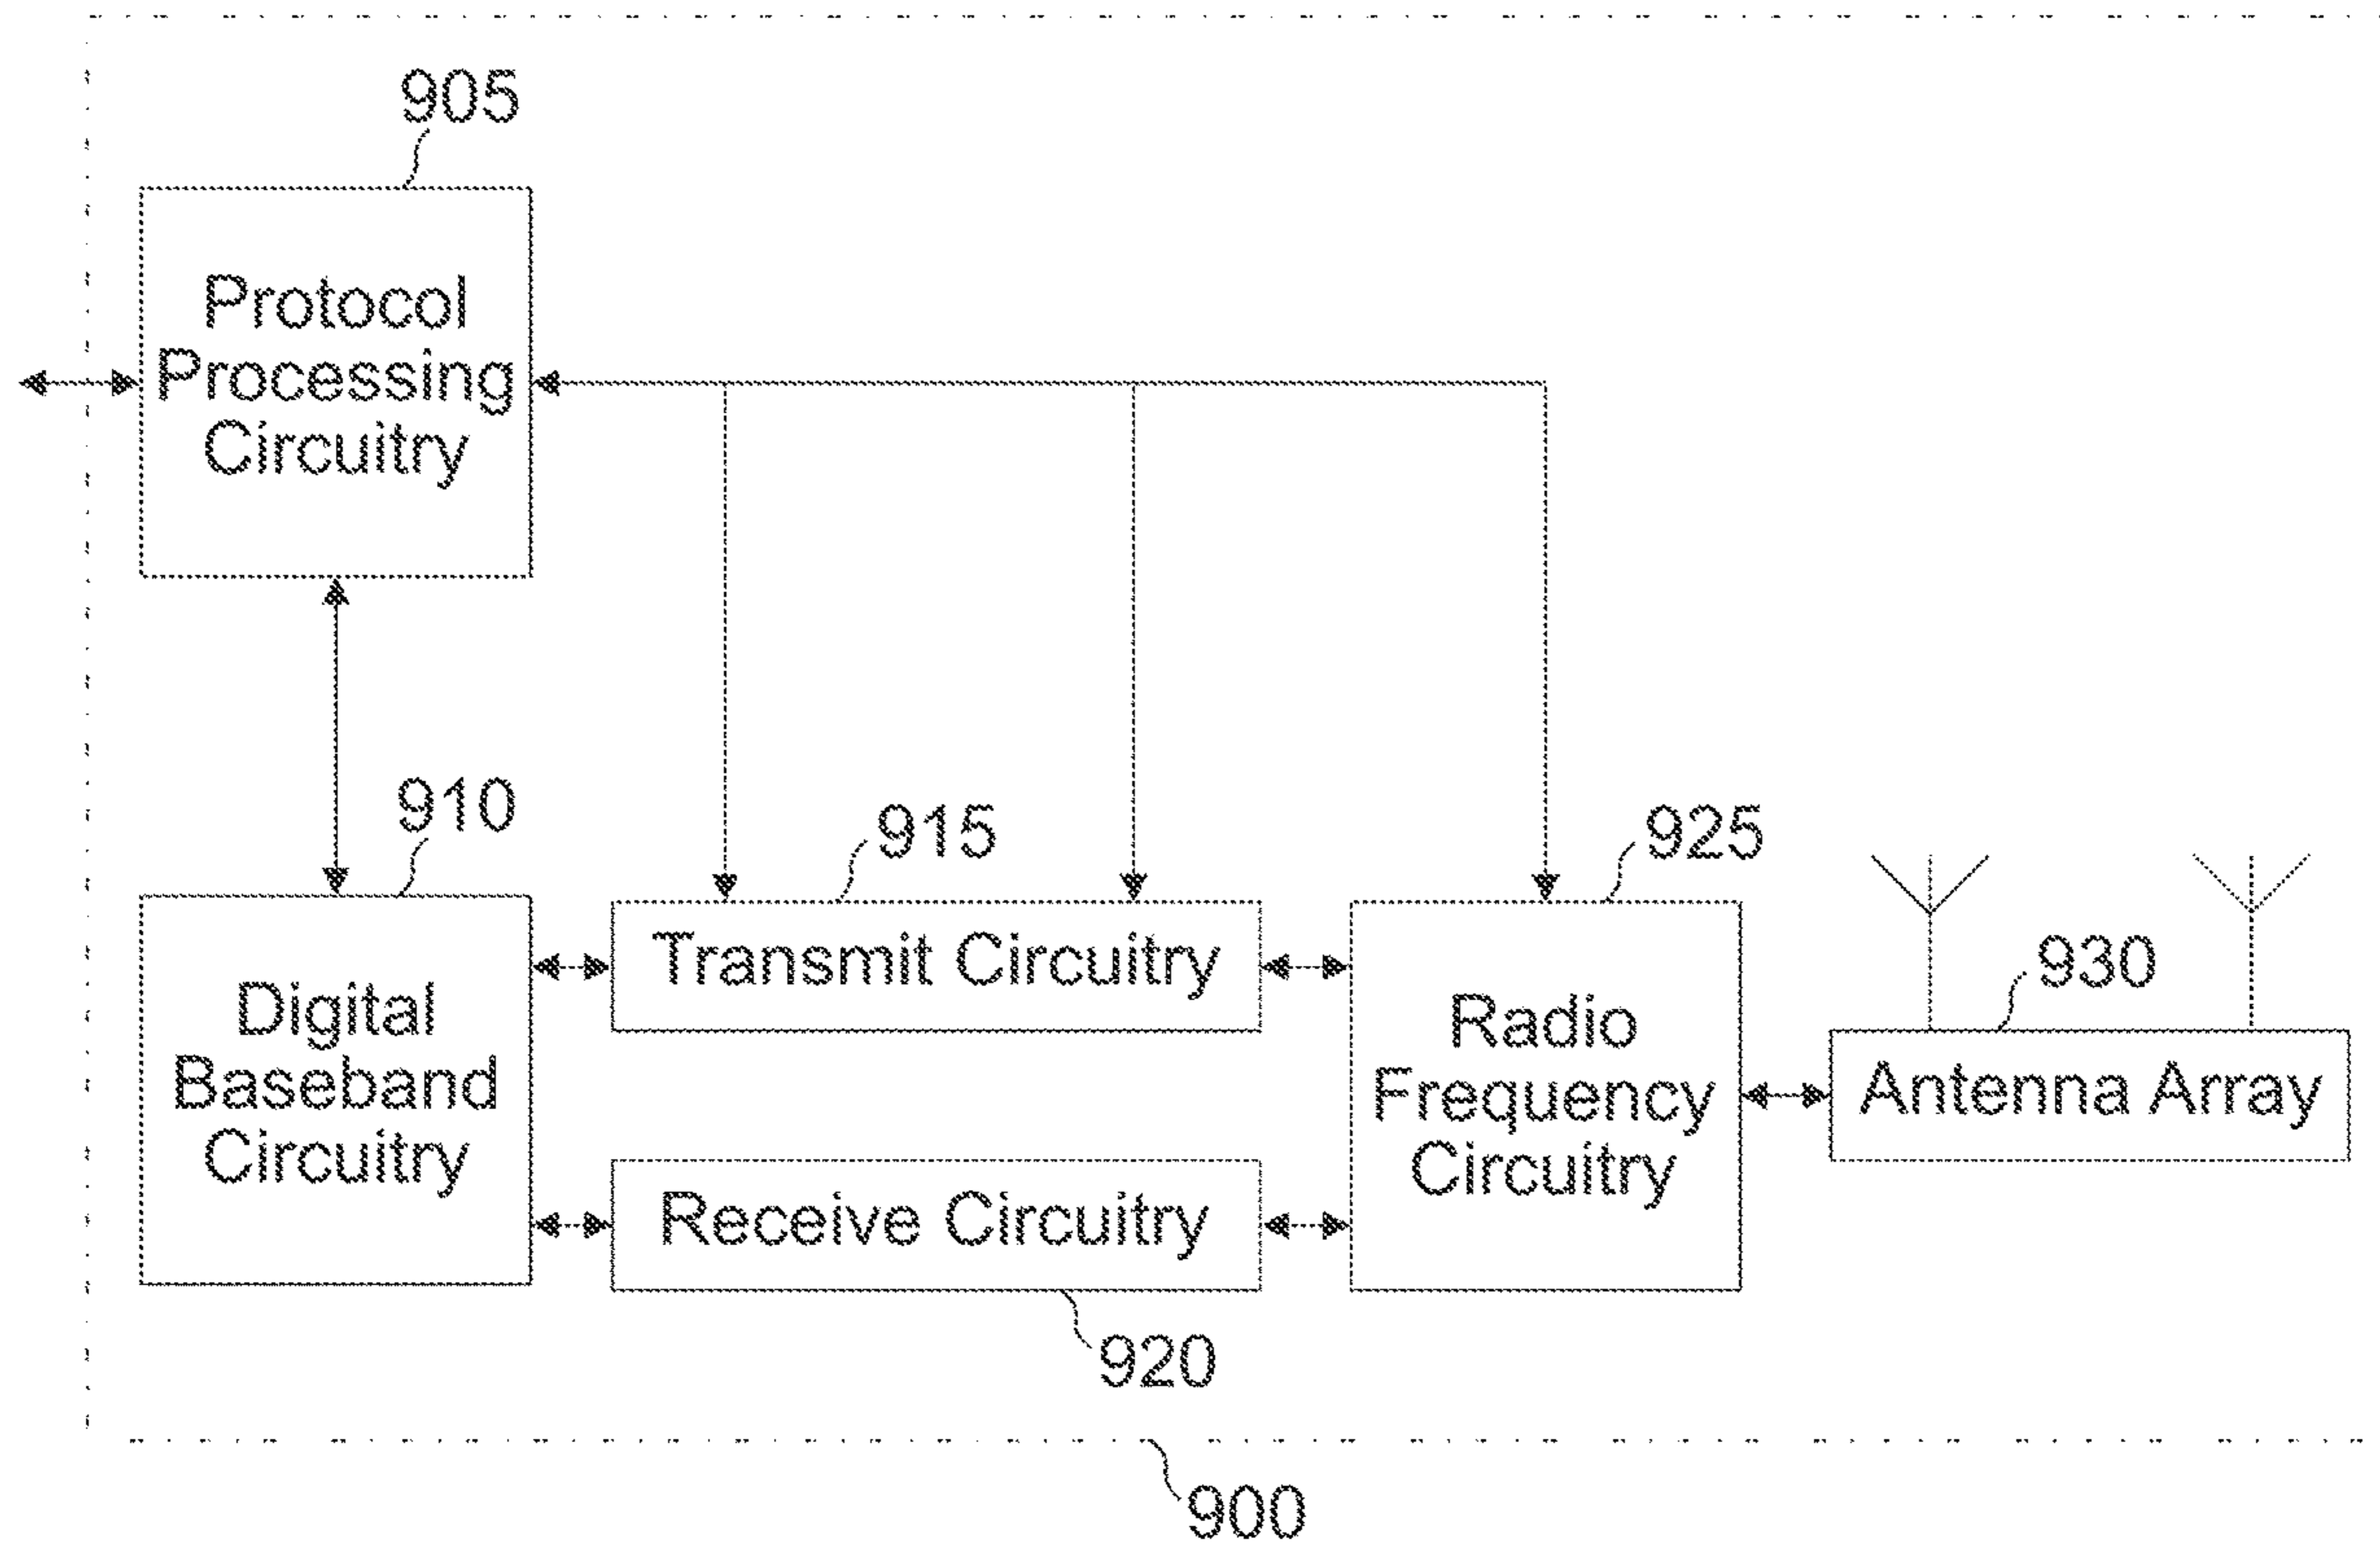 905
Protocol
Processing
Circuitry
910
915
925
930
Digital
Baseband
Circuitry
Transmit Circuitry
Radio
Frequency
Circuitry
Antenna Array
Receive Circuitry
920
900